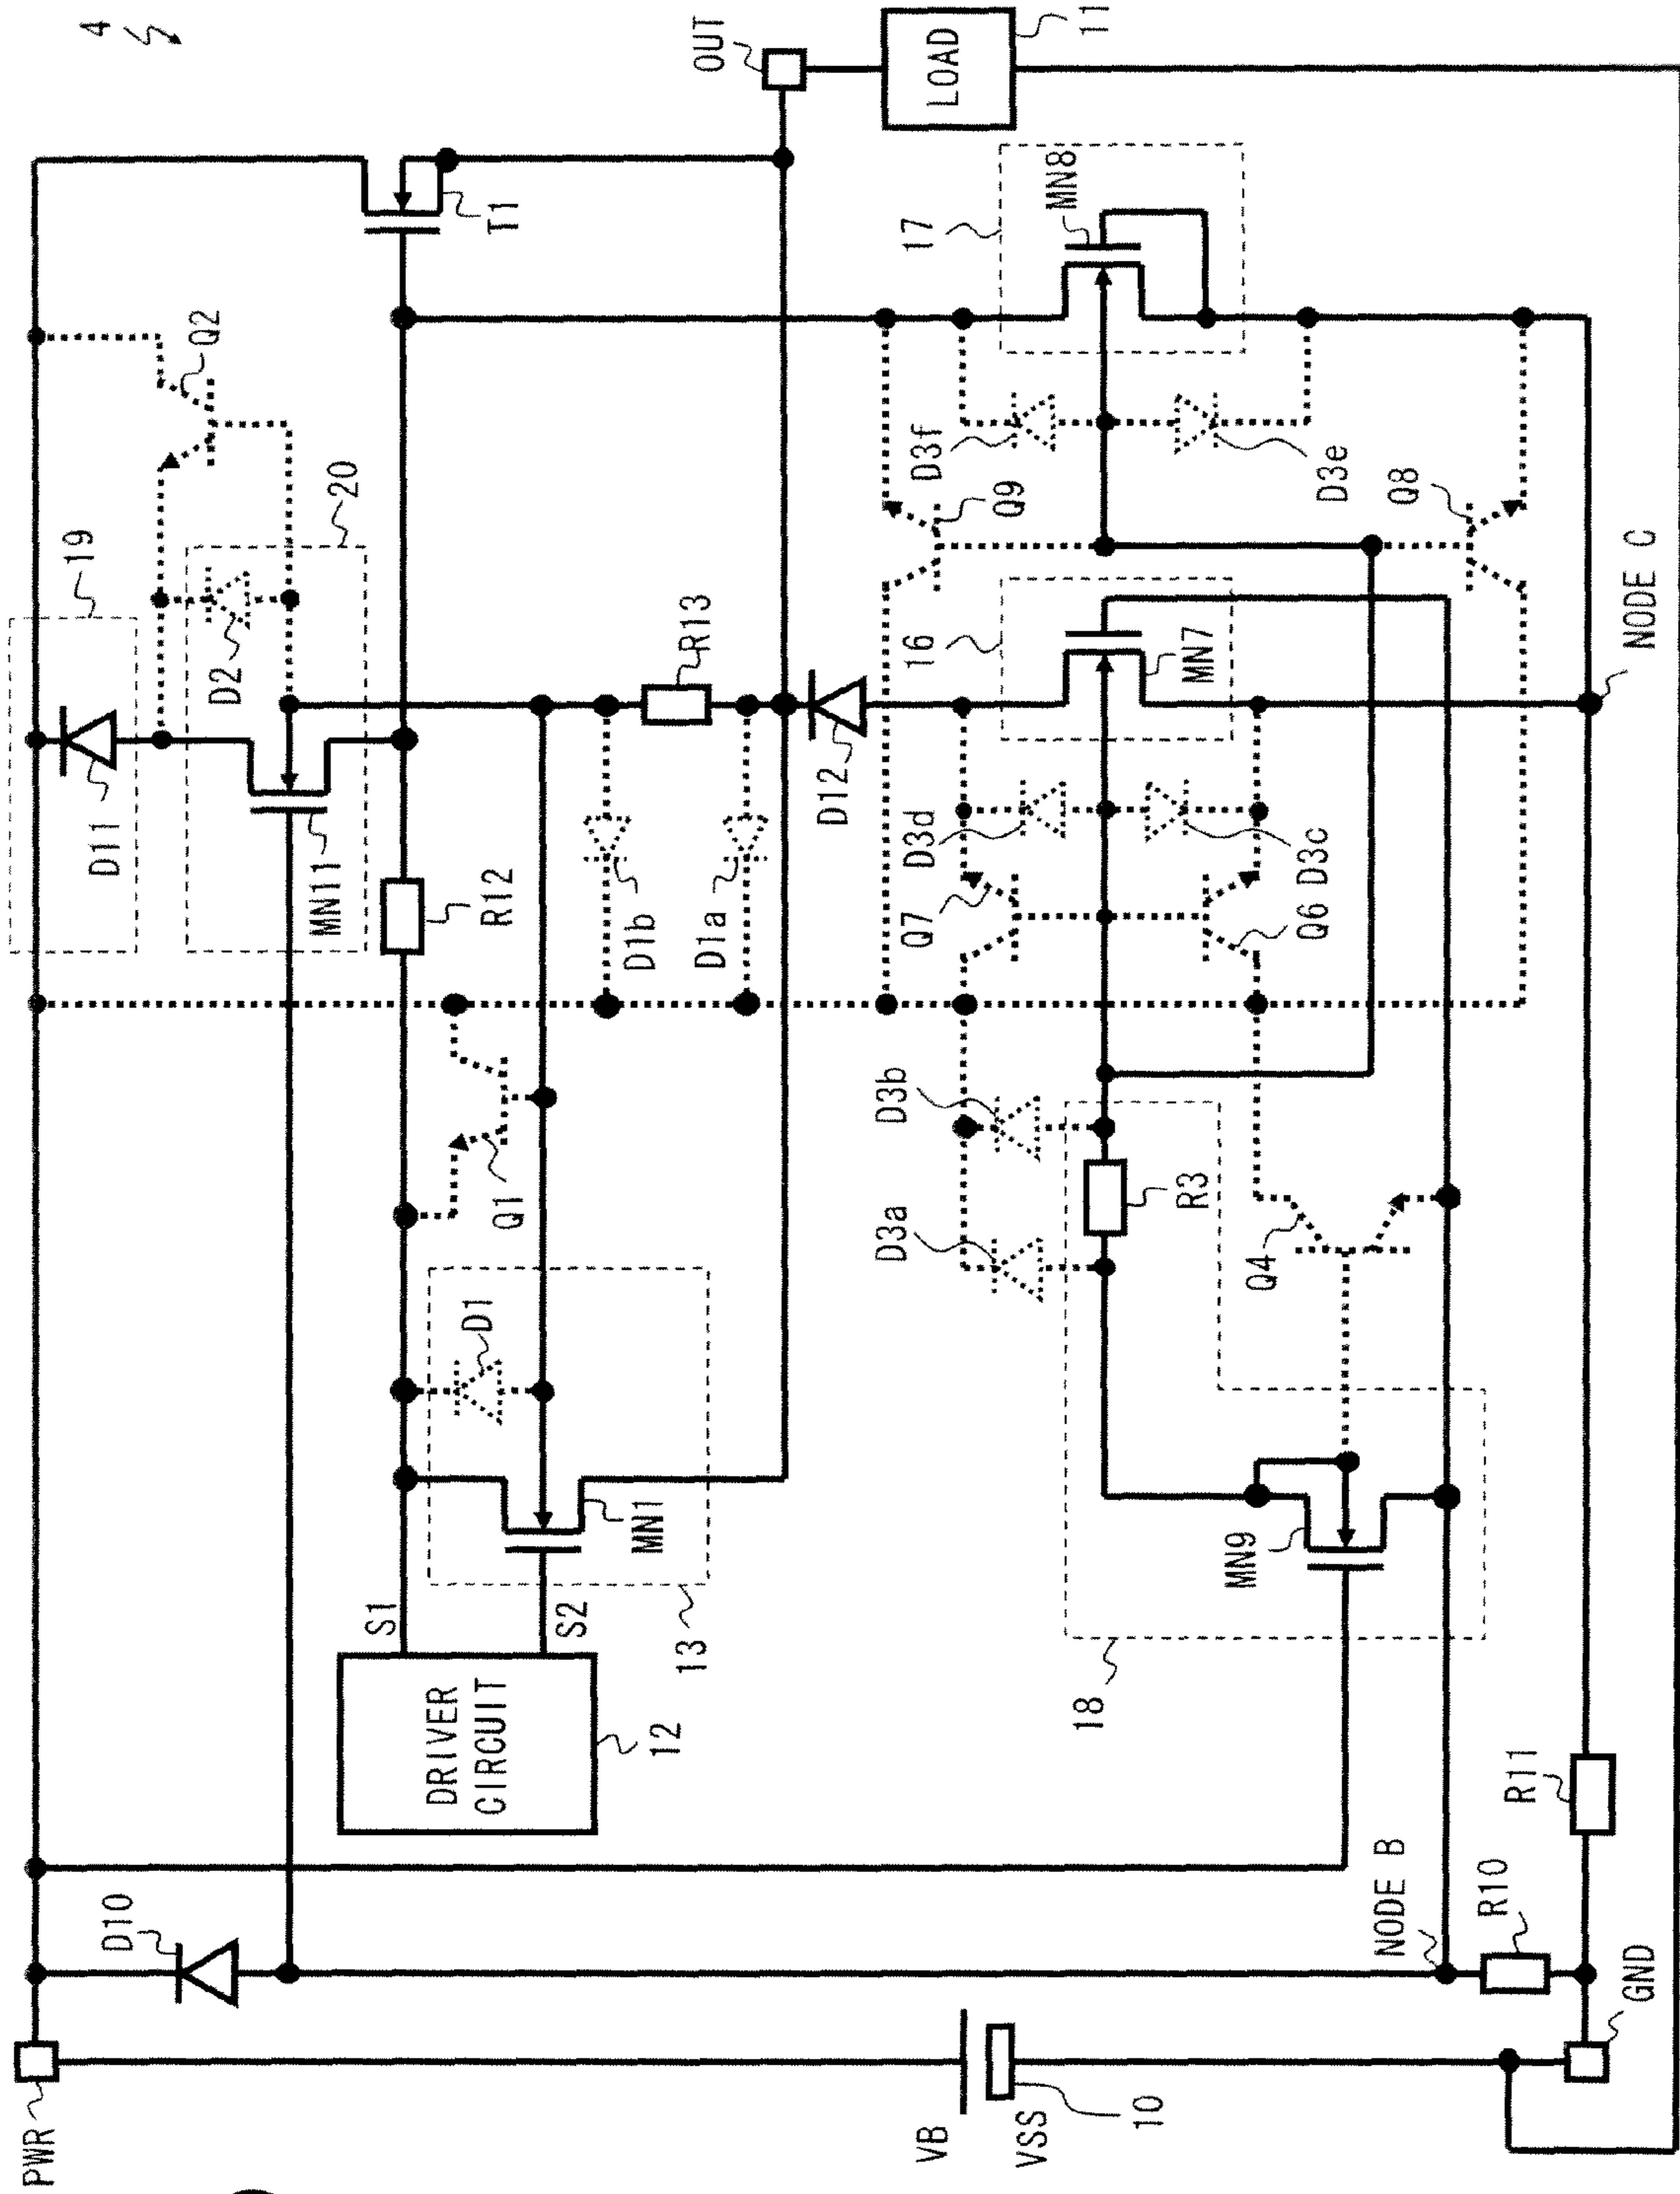 4
PWR
D10
19
D11
Q2
20
D2
MN11
R12
T1
OUT
LOAD
11
S1
S2
DRIVER
CIRCUIT
12
13
D1
MN1
Q1
D1b
D1a
R13
D12
VB
VSS
10
18
MN9
D3a
D3b
R3
Q4
Q7
D3d
Q6
D3c
16
MN7
Q9
D3f
D3e
Q8
17
MN8
NODE B
R10
R11
GND
NODE C